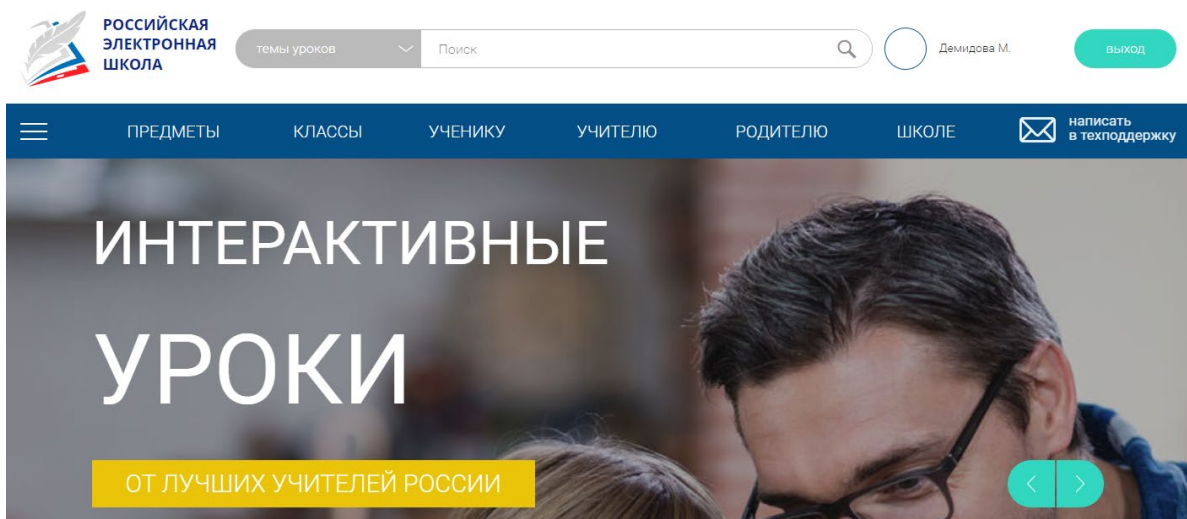 РОССИЙСКАЯ
ЭЛЕКТРОННАЯ
ШКОЛА
темы уроков
Поиск
Демидова М.
выход
ПРЕДМЕТЫ
КЛАССЫ
УЧЕНИКУ
УЧИТЕЛЮ
РОДИТЕЛЮ
ШКОЛЕ
написать
в техподдержку
ИНТЕРАКТИВНЫЕ
УРОКИ
ОТ ЛУЧШИХ УЧИТЕЛЕЙ РОССИИ